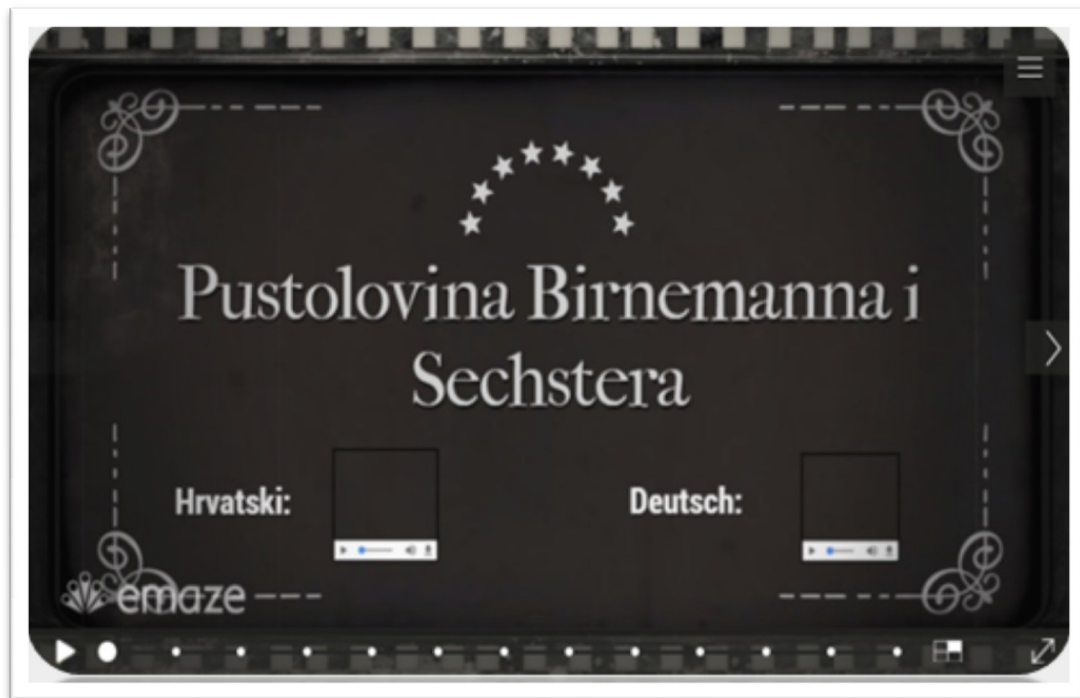 Pustolovina Birnemanna i
Sechstera
Hrvatski:
Deutsch:
emaze